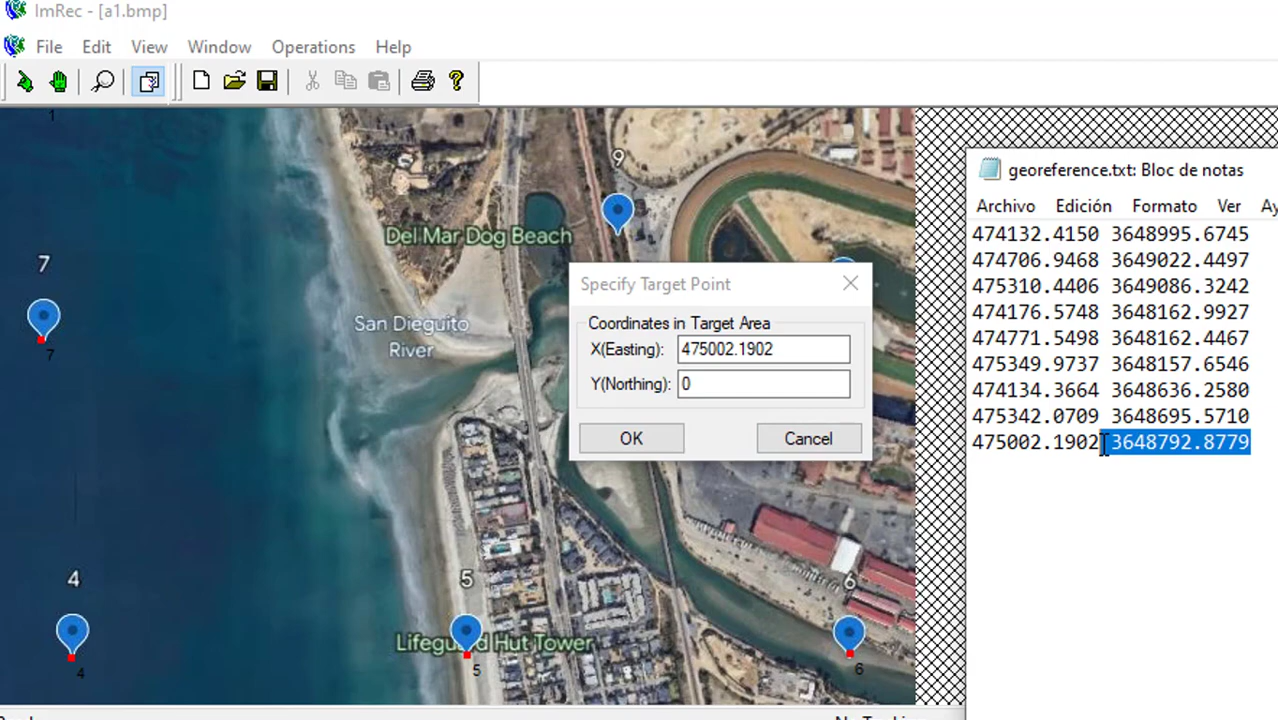 ImRec - [a1.bmp]
File Edit View Window Operations Help
1
9
Del Mar Dog Beach
7
San Dieguito
River
7
4
5
6
Lifeguard Hut Tower
4
5
6
Specify Target Point
Coordinates in Target Area
X(Easting): 475002.1902
Y(Northing): 0
OK Cancel
georeference.txt: Bloc de notas
Archivo Edición Formato Ver Ay
474132.4150 3648995.6745
474706.9468 3649022.4497
475310.4406 3649086.3242
474176.5748 3648162.9927
474771.5498 3648162.4467
475349.9737 3648157.6546
474134.3664 3648636.2580
475342.0709 3648695.5710
475002.1902 3648792.8779